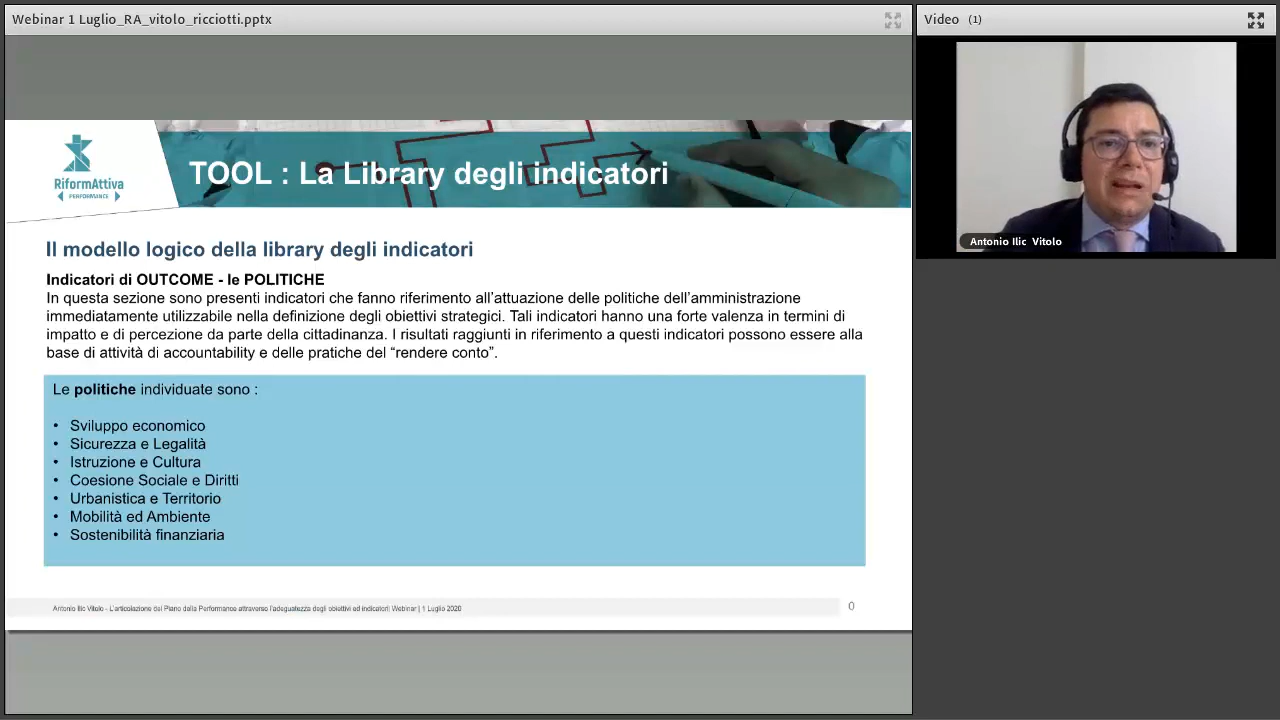 Webinar 1 Luglio_RA_vitolo_ricciotti.pptx
Video (1)
Antonio Ilic Vitolo
RiformAttiva
PERFORMANCE
TOOL : La Library degli indicatori
Il modello logico della library degli indicatori
Indicatori di OUTCOME - le POLITICHE
In questa sezione sono presenti indicatori che fanno riferimento all'attuazione delle politiche dell'amministrazione
immediatamente utilizzabile nella definizione degli obiettivi strategici. Tali indicatori hanno una forte valenza in termini di
impatto e di percezione da parte della cittadinanza. I risultati raggiunti in riferimento a questi indicatori possono essere alla
base di attività di accountability e delle pratiche del “rendere conto”.
Le politiche individuate sono :
• Sviluppo economico
• Sicurezza e Legalità
• Istruzione e Cultura
• Coesione Sociale e Diritti
• Urbanistica e Territorio
• Mobilità ed Ambiente
• Sostenibilità finanziaria
Antonio Ilic Vitolo - L'articolazione del Piano della Performance attraverso l'adeguatezza degli obiettivi ed indicatori| Webinar | 1 Luglio 2020
0